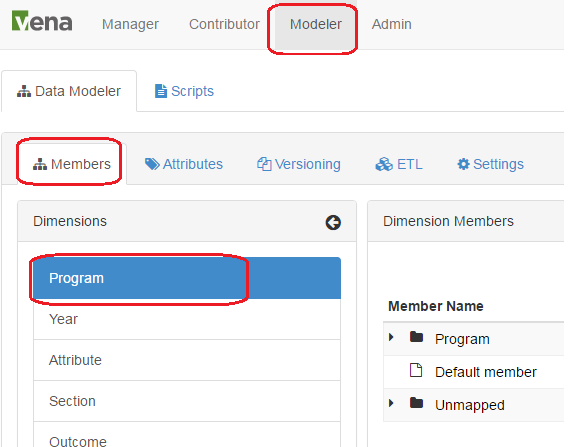 vena Manager Contributor Modeler Admin
Data Modeler Scripts
Members Attributes Versioning ETL Settings
Dimensions
Program
Year
Attribute
Section
Outcome
Dimension Members
Member Name
Program
Default member
Unmapped